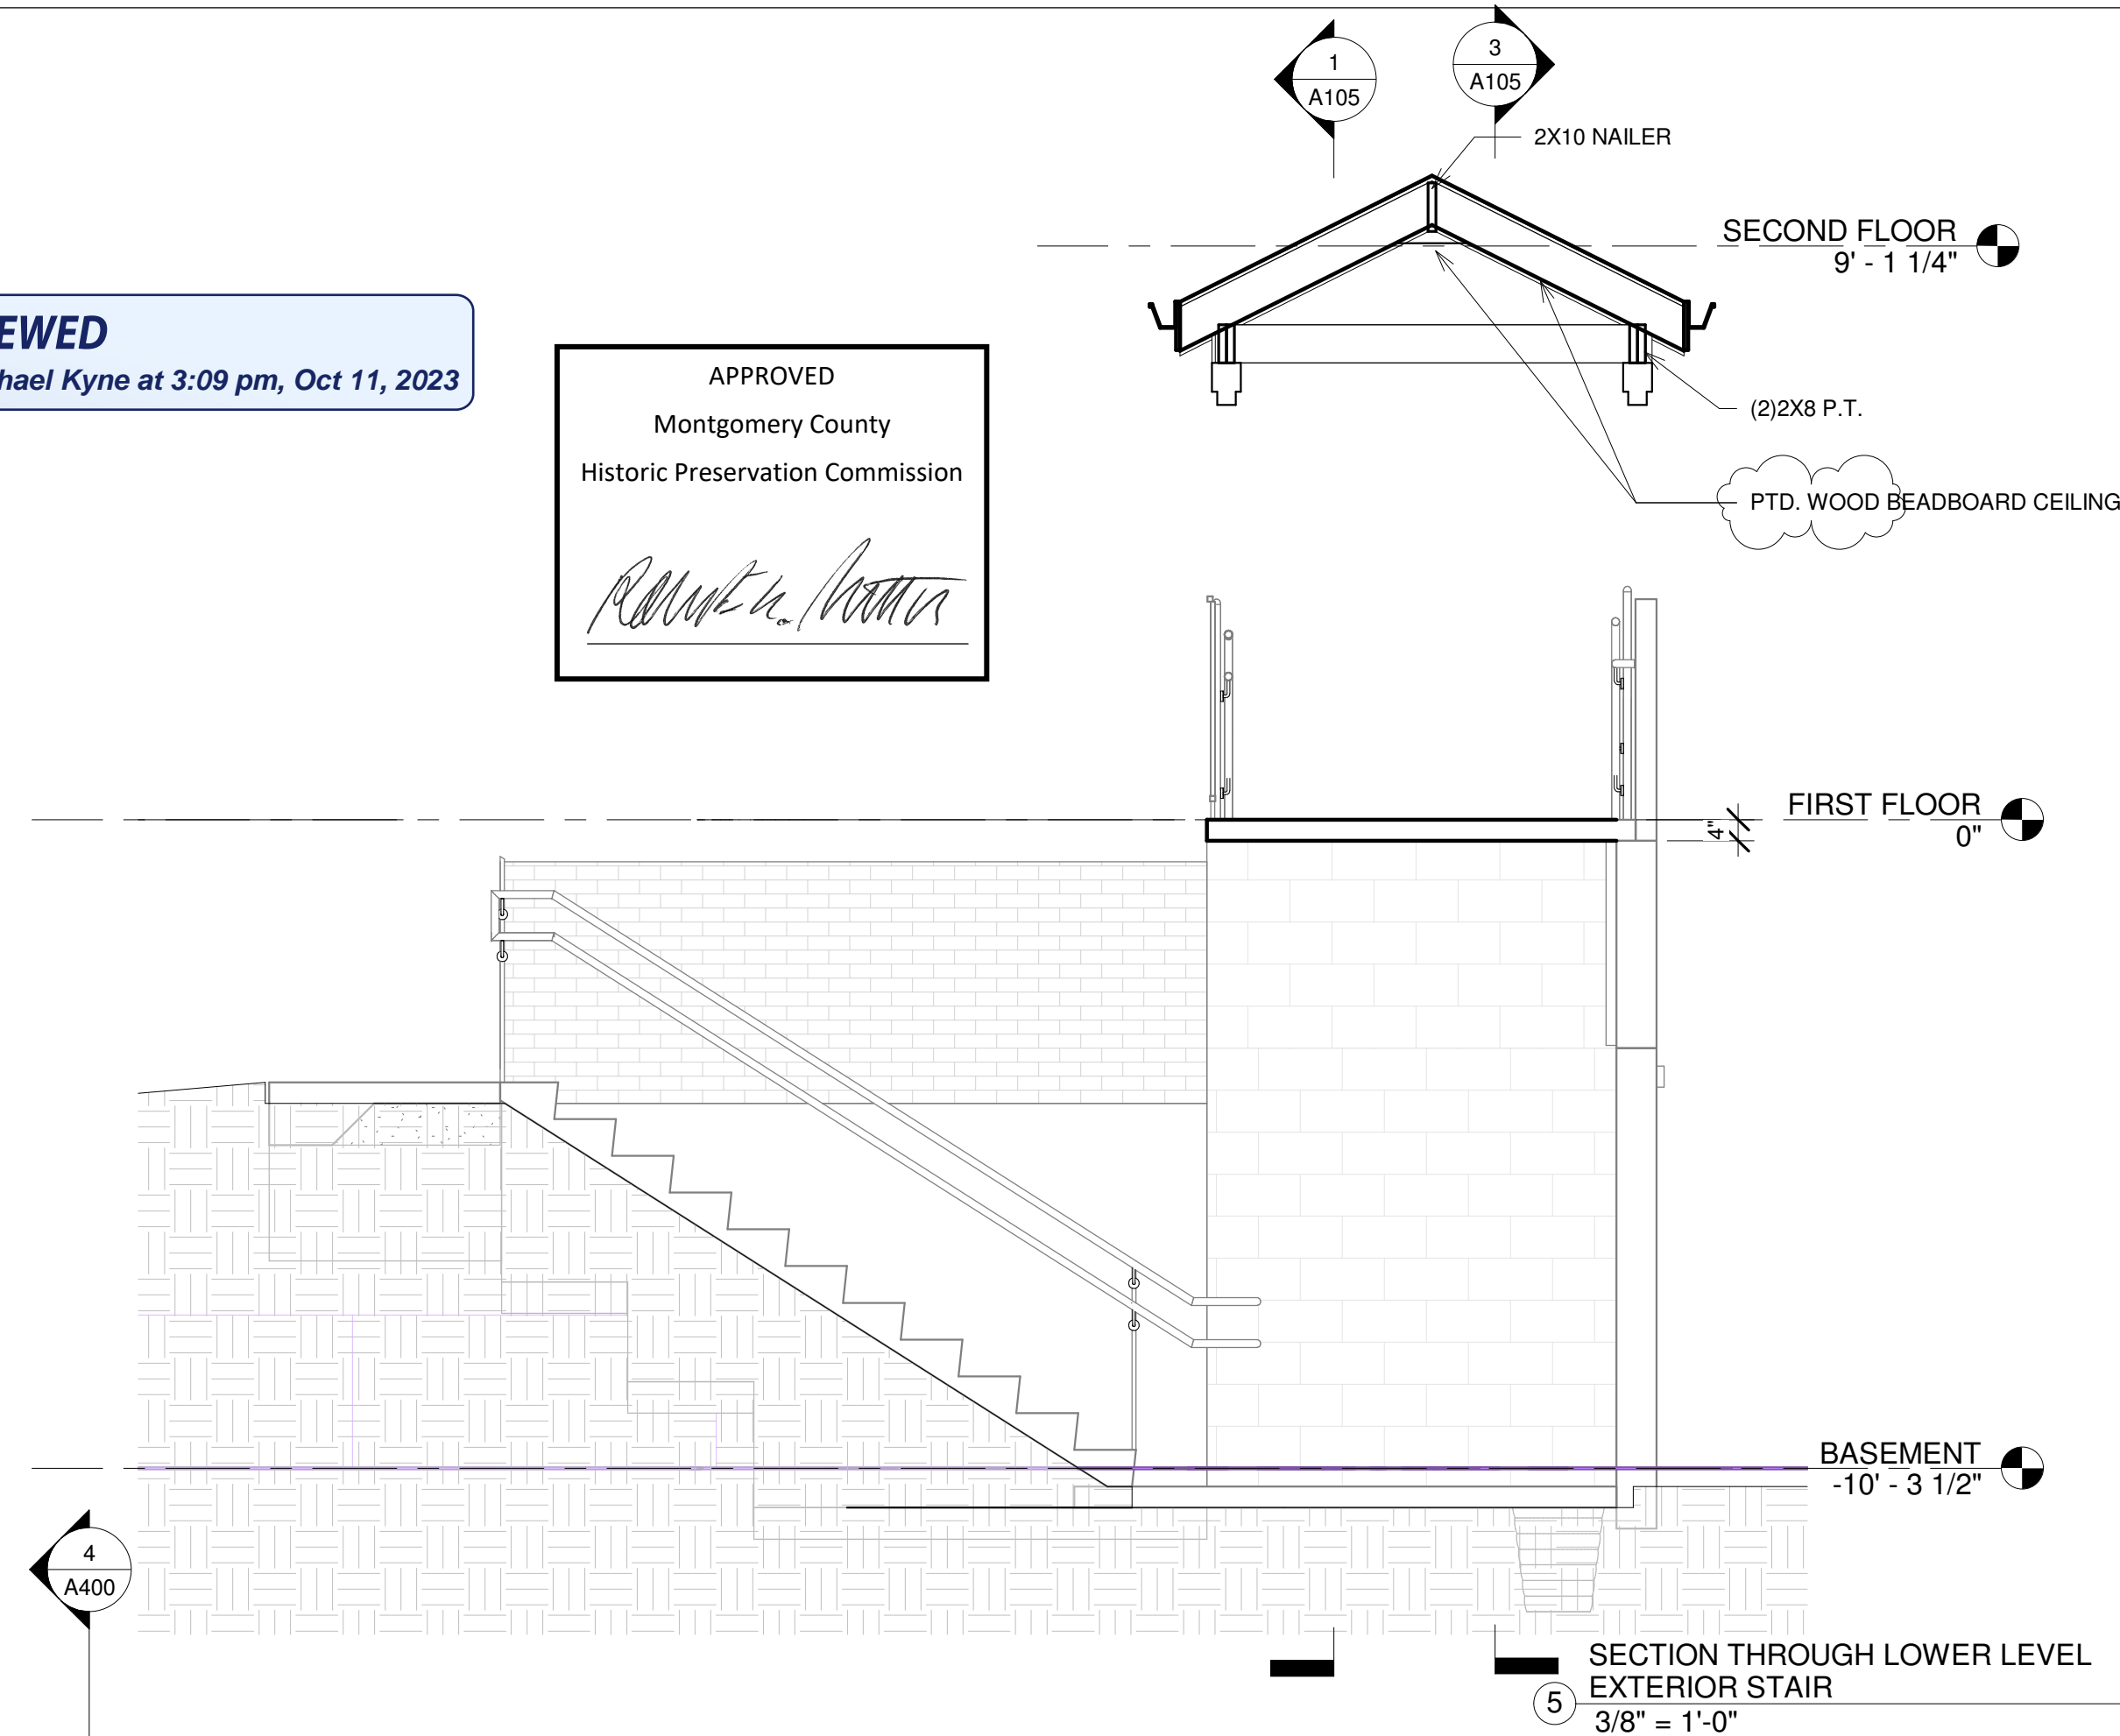 1
A105
3
A105
2X10 NAILER
SECOND FLOOR
9' - 1 1/4"
EWED
hael Kyne at 3:09 pm, Oct 11, 2023
APPROVED
Montgomery County
Historic Preservation Commission
(2)2X8 P.T.
PTD. WOOD BEADBOARD CEILING
FIRST FLOOR
0"
4"
BASEMENT
-10' - 3 1/2"
4
A400
SECTION THROUGH LOWER LEVEL
EXTERIOR STAIR
5
3/8" = 1'-0"